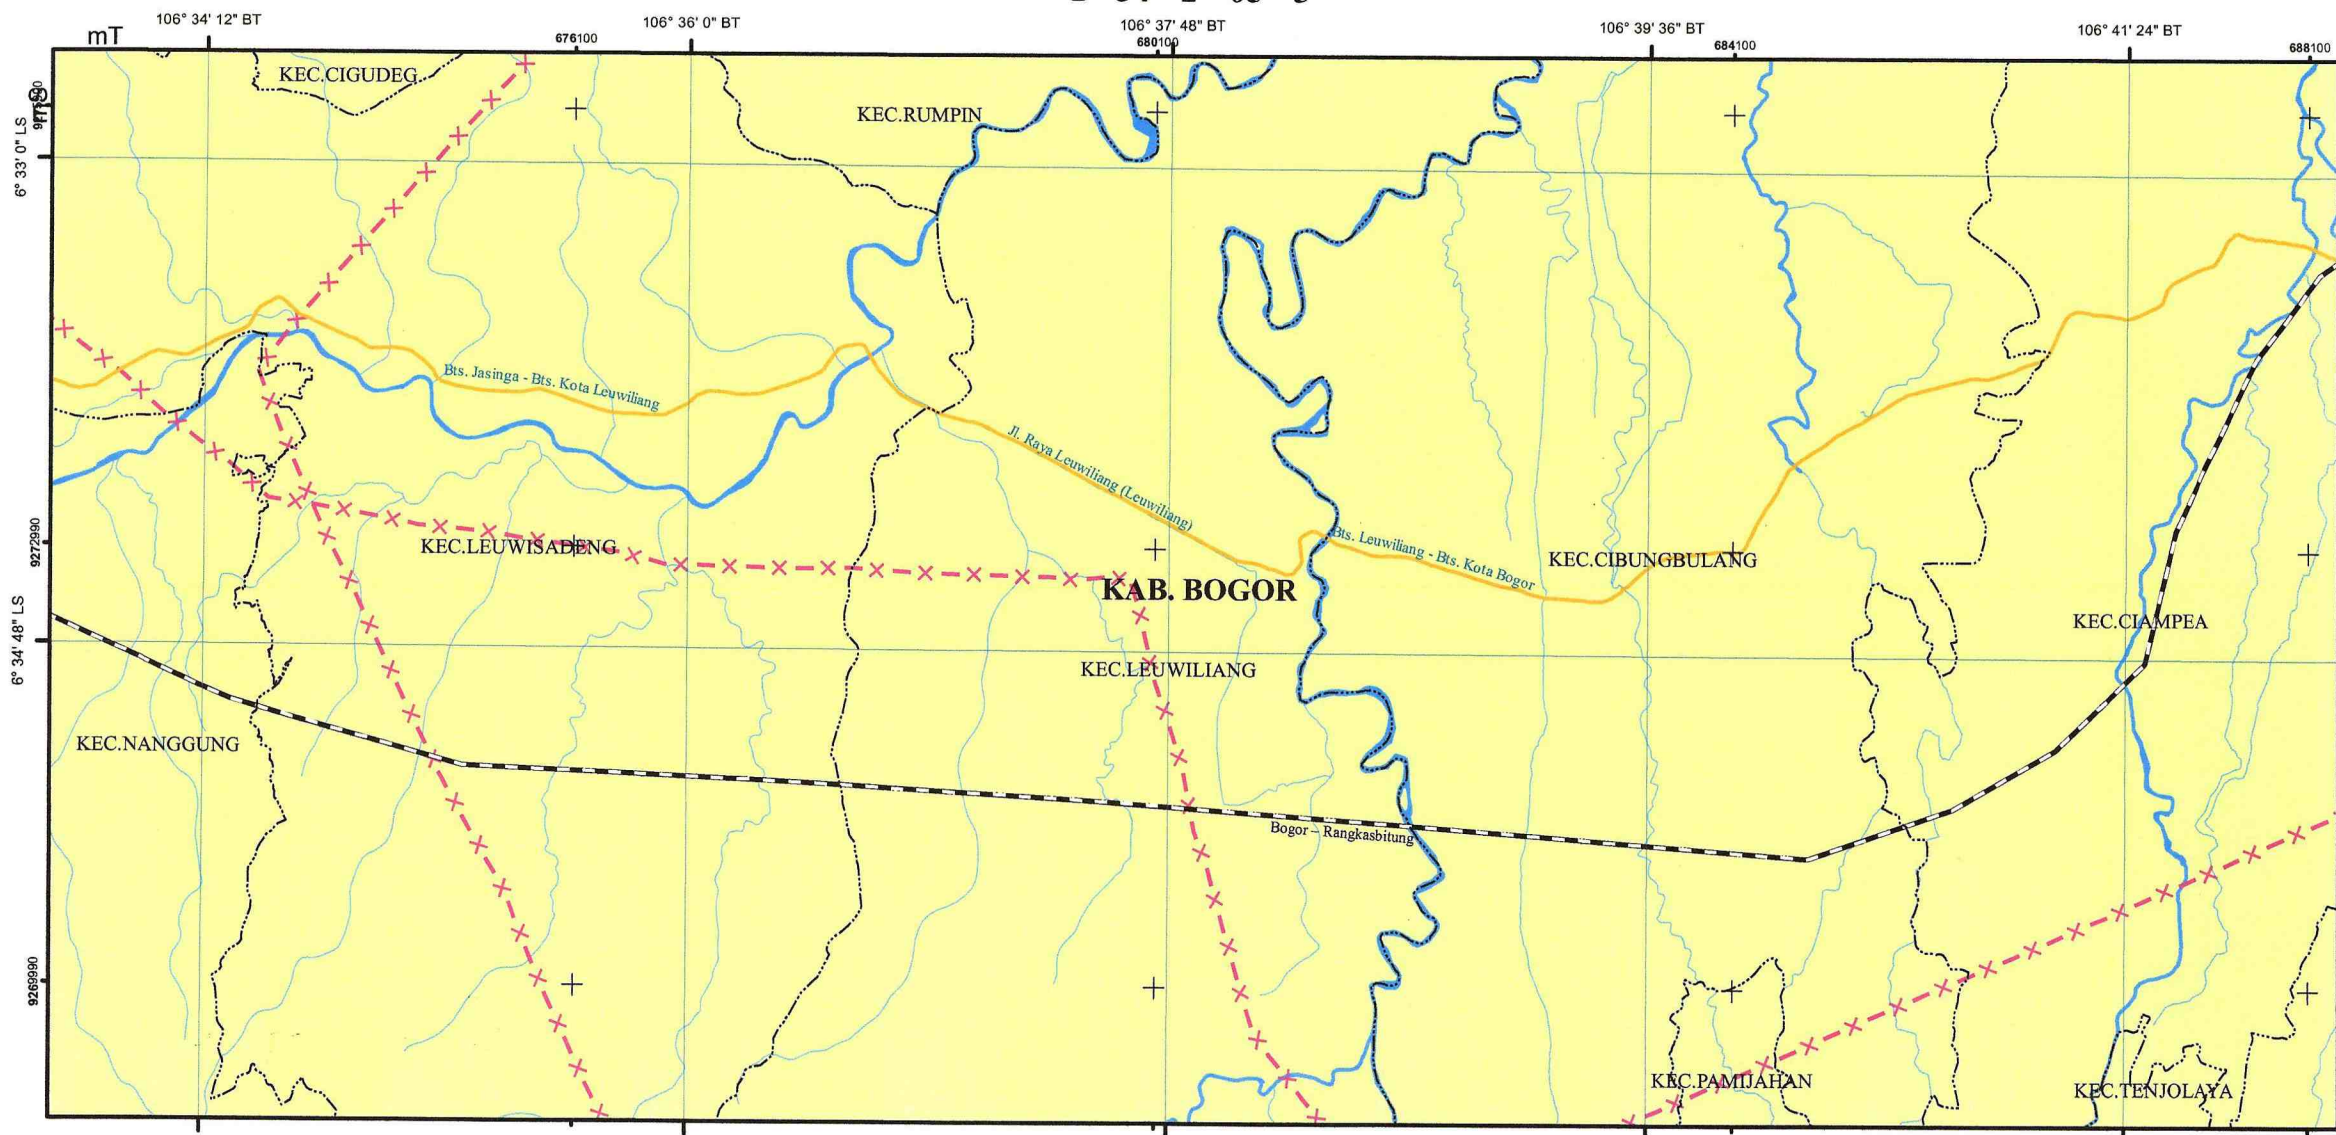 106° 34' 12" BT
106° 36' 0" BT
106° 37' 48" BT
106° 39' 36" BT
106° 41' 24" BT
mT
676100
680100
684100
688100
KEC.CIGUDEG
KEC.RUMPIN
6° 33' 0" LS
Bts. Jasinga - Bts. Kota Leuwiliang
Jl. Raya Leuwiliang (Leuwiliang)
Bts. Leuwiliang - Bts. Kota Bogor
9272990
KEC.LEUWISADENG
KEC.CIBUNGBULANG
KAB. BOGOR
KEC.CIAMPEA
6° 34' 48" LS
KEC.LEUWILIANG
KEC.NANGGUNG
Bogor – Rangkasbitung
9269990
KEC.PAMIJAHAN
KEC.TENJOLAYA